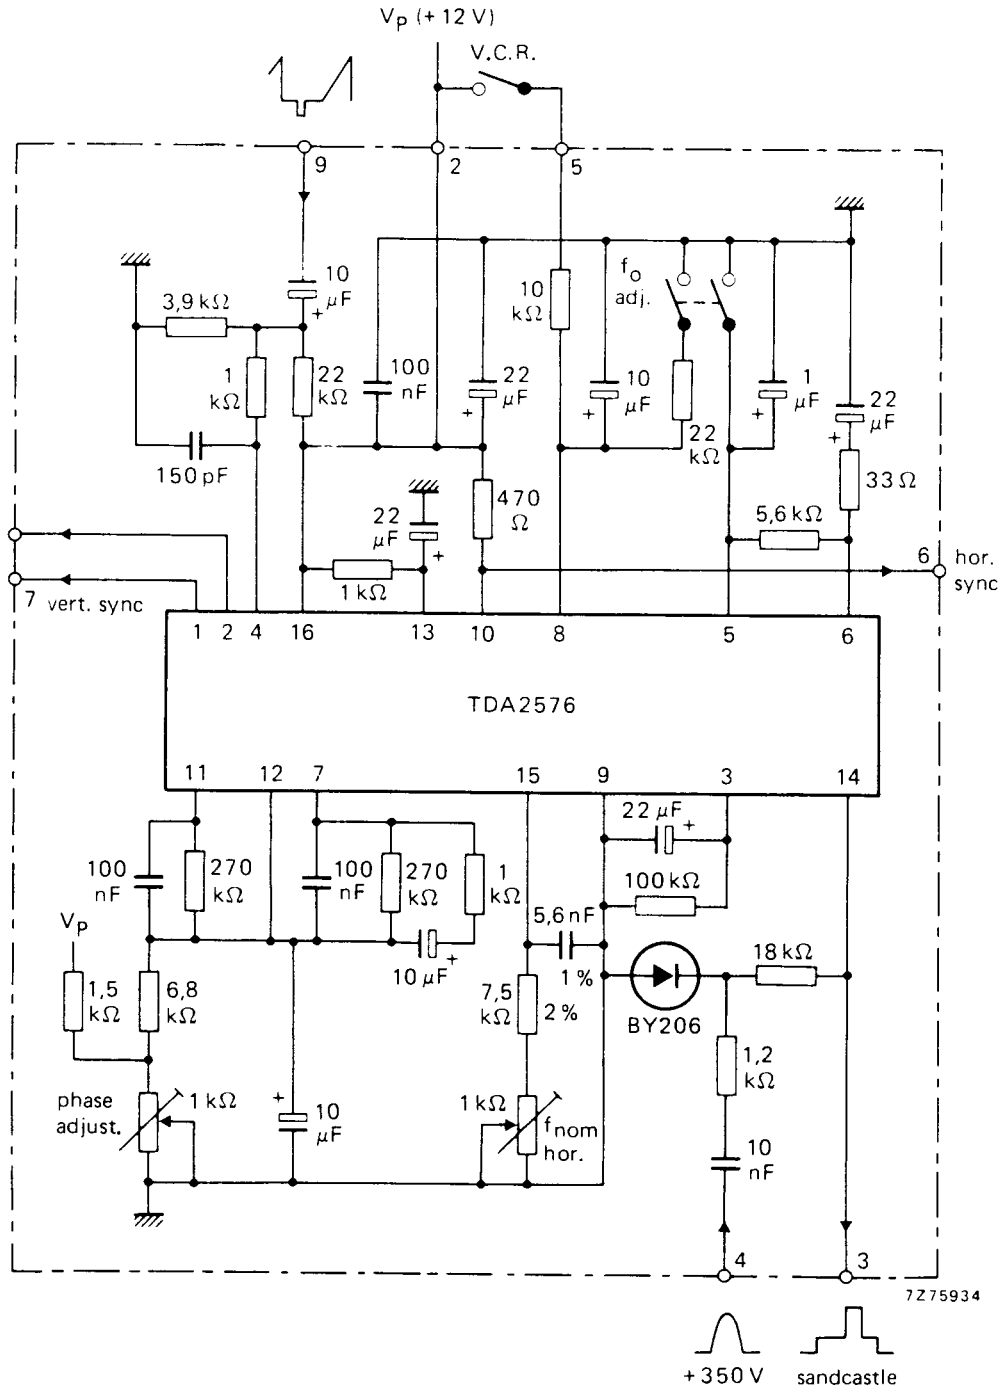 Vp (+ 12 V)
V.C.R.
9
2
5
10 μF
3,9 kΩ
1 kΩ
22 kΩ
100 nF
22 μF
10 kΩ
fo adj.
10 μF
22 kΩ
1 μF
22 μF
150 pF
22 μF
470 Ω
33 Ω
5,6 kΩ
1 kΩ
6 hor. sync
7 vert. sync
1 2 4 16 13 10 8 5 6
TDA2576
11 12 7 15 9 3 14
22 μF
100 nF
270 kΩ
100 nF
270 kΩ
1 kΩ
100 kΩ
5,6 nF
1 %
Vp
10 μF
18 kΩ
1,5 kΩ
6,8 kΩ
7,5 kΩ
2 %
BY206
1,2 kΩ
phase adjust.
1 kΩ
10 μF
1 kΩ
fnom hor.
10 nF
4
3
7Z75934
+350 V
sandcastle
+
+
+
+
+
+
+
+
+